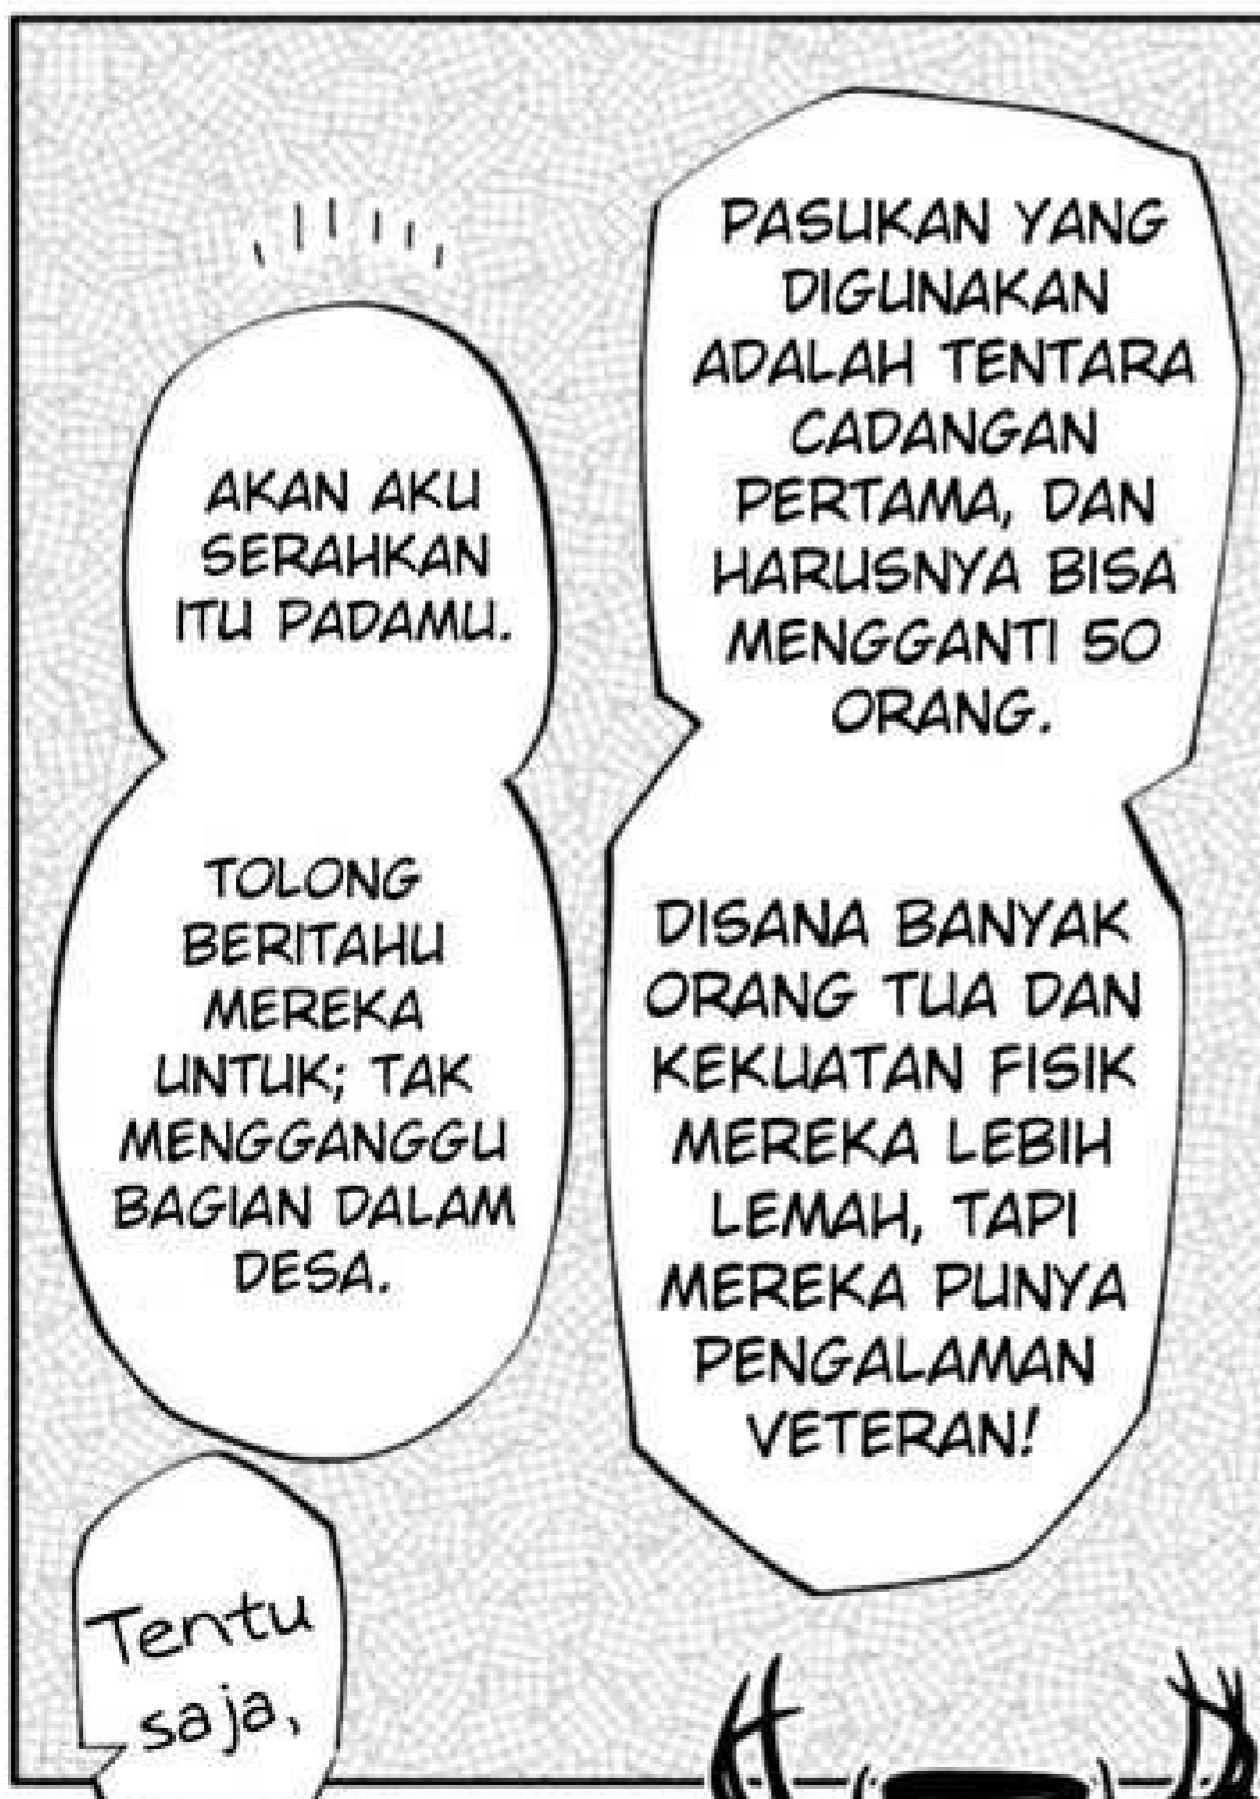 PASUKAN YANG
DIGUNAKAN
ADALAH TENTARA
CADANGAN
PERTAMA, DAN
HARUSNYA BISA
MENGGANTI 50
ORANG.
DISANA BANYAK
ORANG TUA DAN
KEKUATAN FISIK
MEREKA LEBIH
LEMAH, TAPI
MEREKA PUNYA
PENGALAMAN
VETERAN!
AKAN AKU
SERAHKAN
ITU PADAMU.
TOLONG
BERITAHU
MEREKA
UNTUK; TAK
MENGGANGGU
BAGIAN DALAM
DESA.
Tentu
saja,